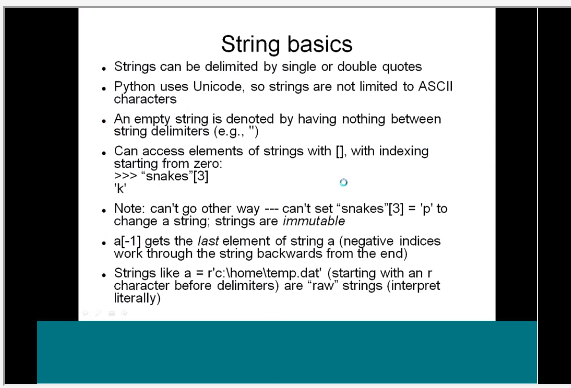 String basics
• Strings can be delimited by single or double quotes
• Python uses Unicode, so strings are not limited to ASCII
characters
• An empty string is denoted by having nothing between
string delimiters (e.g., '')
• Can access elements of strings with [], with indexing
starting from zero:
>>> “snakes”[3]
'k'
• Note: can't go other way --- can't set “snakes”[3] = 'p' to
change a string; strings are immutable
• a[-1] gets the last element of string a (negative indices
work through the string backwards from the end)
• Strings like a = r'c:\home\temp.dat' (starting with an r
character before delimiters) are “raw” strings (interpret
literally)